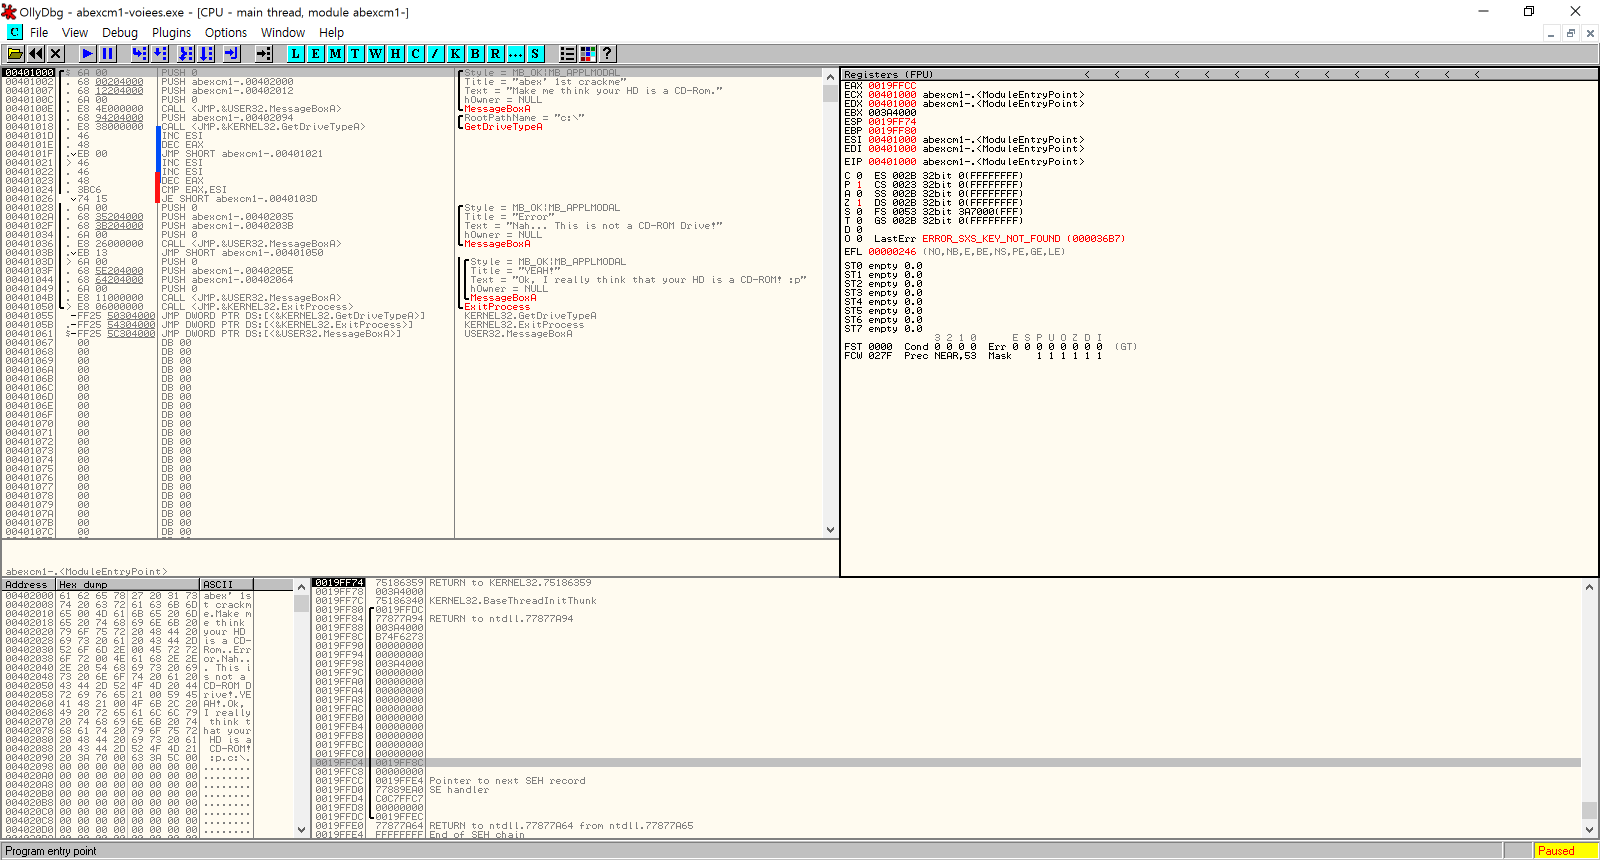 OllyDbg - abexcm1-voiees.exe - [CPU - main thread, module abexcm1-]
C File View Debug Plugins Options Window Help
L E M T W H C / K B R ... S ?
00401000 $ 6A 00 PUSH 0 Style = MB_OK|MB_APPLMODAL
00401002 . 68 00204000 PUSH abexcm1-.00402000 Title = "abex' 1st crackme"
00401007 . 68 12204000 PUSH abexcm1-.00402012 Text = "Make me think your HD is a CD-Rom."
0040100C . 6A 00 PUSH 0 hOwner = NULL
0040100E . E8 4E000000 CALL <JMP.&USER32.MessageBoxA> MessageBoxA
00401013 . 68 94204000 PUSH abexcm1-.00402094 RootPathName = "c:\"
00401018 . E8 38000000 CALL <JMP.&KERNEL32.GetDriveTypeA> GetDriveTypeA
0040101D . 46 INC ESI
0040101E . 48 DEC EAX
0040101F . EB 00 JMP SHORT abexcm1-.00401021
00401021 > 46 INC ESI
00401022 . 46 INC ESI
00401023 . 48 DEC EAX
00401024 . 3BC6 CMP EAX,ESI
00401026 . 74 15 JE SHORT abexcm1-.0040103D
00401028 . 6A 00 PUSH 0 Style = MB_OK|MB_APPLMODAL
0040102A . 68 35204000 PUSH abexcm1-.00402035 Title = "Error"
0040102F . 68 3B204000 PUSH abexcm1-.0040203B Text = "Nah... This is not a CD-ROM Drive!"
00401034 . 6A 00 PUSH 0 hOwner = NULL
00401036 . E8 26000000 CALL <JMP.&USER32.MessageBoxA> MessageBoxA
0040103B . EB 13 JMP SHORT abexcm1-.00401050
0040103D > 6A 00 PUSH 0 Style = MB_OK|MB_APPLMODAL
0040103F . 68 5E204000 PUSH abexcm1-.0040205E Title = "YEAH!"
00401044 . 68 64204000 PUSH abexcm1-.00402064 Text = "Ok, I really think that your HD is a CD-ROM! :p"
00401049 . 6A 00 PUSH 0 hOwner = NULL
0040104B . E8 11000000 CALL <JMP.&USER32.MessageBoxA> MessageBoxA
00401050 > E8 06000000 CALL <JMP.&KERNEL32.ExitProcess> ExitProcess
00401055 -FF25 50304000 JMP DWORD PTR DS:[<&KERNEL32.GetDriveTypeA>] KERNEL32.GetDriveTypeA
0040105B .-FF25 54304000 JMP DWORD PTR DS:[<&KERNEL32.ExitProcess>] KERNEL32.ExitProcess
00401061 $-FF25 5C304000 JMP DWORD PTR DS:[<&USER32.MessageBoxA>] USER32.MessageBoxA
00401067 00 DB 00
00401068 00 DB 00
00401069 00 DB 00
0040106A 00 DB 00
0040106B 00 DB 00
0040106C 00 DB 00
0040106D 00 DB 00
0040106E 00 DB 00
0040106F 00 DB 00
00401070 00 DB 00
00401071 00 DB 00
00401072 00 DB 00
00401073 00 DB 00
00401074 00 DB 00
00401075 00 DB 00
00401076 00 DB 00
00401077 00 DB 00
00401078 00 DB 00
00401079 00 DB 00
0040107A 00 DB 00
0040107B 00 DB 00
0040107C 00 DB 00
abexcm1-.<ModuleEntryPoint>
Registers (FPU) < < < < < < < < < < < < < <
EAX 0019FFCC
ECX 00401000 abexcm1-.<ModuleEntryPoint>
EDX 00401000 abexcm1-.<ModuleEntryPoint>
EBX 003A4000
ESP 0019FF74
EBP 0019FF80
ESI 00401000 abexcm1-.<ModuleEntryPoint>
EDI 00401000 abexcm1-.<ModuleEntryPoint>
EIP 00401000 abexcm1-.<ModuleEntryPoint>
C 0 ES 002B 32bit 0(FFFFFFFF)
P 1 CS 0023 32bit 0(FFFFFFFF)
A 0 SS 002B 32bit 0(FFFFFFFF)
Z 1 DS 002B 32bit 0(FFFFFFFF)
S 0 FS 0053 32bit 3A7000(FFF)
T 0 GS 002B 32bit 0(FFFFFFFF)
D 0
O 0 LastErr ERROR_SXS_KEY_NOT_FOUND (000036B7)
EFL 00000246 (NO,NB,E,BE,NS,PE,GE,LE)
ST0 empty 0.0
ST1 empty 0.0
ST2 empty 0.0
ST3 empty 0.0
ST4 empty 0.0
ST5 empty 0.0
ST6 empty 0.0
ST7 empty 0.0
3 2 1 0 E S P U O Z D I
FST 0000 Cond 0 0 0 0 Err 0 0 0 0 0 0 0 0 (GT)
FCW 027F Prec NEAR,53 Mask 1 1 1 1 1 1
Address Hex dump ASCII
00402000 61 62 65 78 27 20 31 73 abex' 1s
00402008 74 20 63 72 61 63 6B 6D t crackm
00402010 65 00 4D 61 6B 65 20 6D e.Make m
00402018 65 20 74 68 69 6E 6B 20 e think
00402020 79 6F 75 72 20 48 44 20 your HD
00402028 69 73 20 61 20 43 44 2D is a CD-
00402030 52 6F 6D 2E 00 45 72 72 Rom..Err
00402038 6F 72 00 4E 61 68 2E 2E or.Nah..
00402040 2E 20 54 68 69 73 20 69 . This i
00402048 73 20 6E 6F 74 20 61 20 s not a
00402050 43 44 2D 52 4F 4D 20 44 CD-ROM D
00402058 72 69 76 65 21 00 59 45 rive!.YE
00402060 41 48 21 00 4F 6B 2C 20 AH!.Ok,
00402068 49 20 72 65 61 6C 6C 79 I really
00402070 20 74 68 69 6E 6B 20 74 think t
00402078 68 61 74 20 79 6F 75 72 hat your
00402080 20 48 44 20 69 73 20 61 HD is a
00402088 20 43 44 2D 52 4F 4D 21 CD-ROM!
00402090 20 3A 70 00 63 3A 5C 00 :p.c:\.
00402098 00 00 00 00 00 00 00 00 ........
004020A0 00 00 00 00 00 00 00 00 ........
004020A8 00 00 00 00 00 00 00 00 ........
004020B0 00 00 00 00 00 00 00 00 ........
004020B8 00 00 00 00 00 00 00 00 ........
004020C0 00 00 00 00 00 00 00 00 ........
004020C8 00 00 00 00 00 00 00 00 ........
004020D0 00 00 00 00 00 00 00 00 ........
0019FF74 75186359 RETURN to KERNEL32.75186359
0019FF78 003A4000
0019FF7C 75186340 KERNEL32.BaseThreadInitThunk
0019FF80 0019FFDC
0019FF84 77877A94 RETURN to ntdll.77877A94
0019FF88 003A4000
0019FF8C B74F6273
0019FF90 00000000
0019FF94 00000000
0019FF98 003A4000
0019FF9C 00000000
0019FFA0 00000000
0019FFA4 00000000
0019FFA8 00000000
0019FFAC 00000000
0019FFB0 00000000
0019FFB4 00000000
0019FFB8 00000000
0019FFBC 00000000
0019FFC0 00000000
0019FFC4 0019FF8C
0019FFC8 00000000
0019FFCC 0019FFE4 Pointer to next SEH record
0019FFD0 77889EA0 SE handler
0019FFD4 C0C7FFC7
0019FFD8 00000000
0019FFDC 0019FFEC
0019FFE0 77877A64 RETURN to ntdll.77877A64 from ntdll.77877A65
0019FFE4 FFFFFFFF End of SEH chain
Program entry point Paused